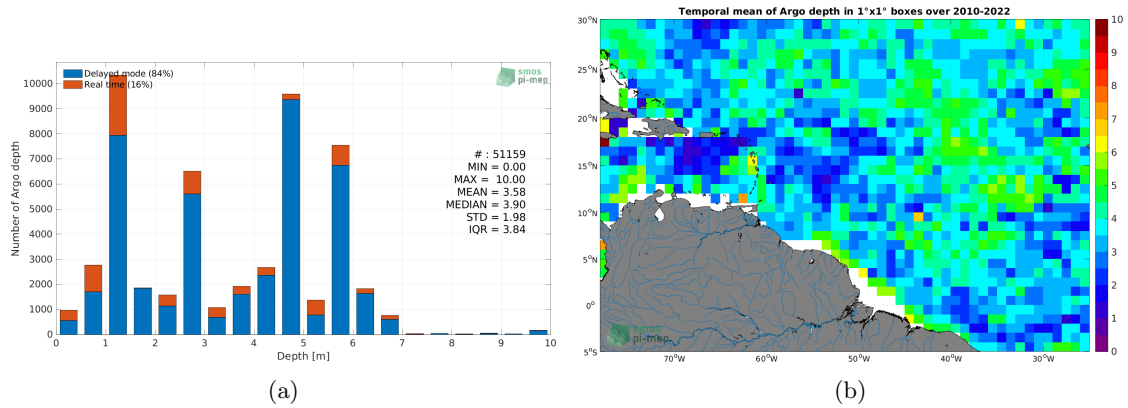 Delayed mode (84%)
Real time (16%)
smos
pi-mep
10000
9000
8000
7000
6000
5000
4000
3000
2000
1000
0
Number of Argo depth
# : 51159
MIN = 0.00
MAX = 10.00
MEAN = 3.58
MEDIAN = 3.90
STD = 1.98
IQR = 3.84
0 1 2 3 4 5 6 7 8 9 10
Depth [m]
(a)
Temporal mean of Argo depth in 1°x1° boxes over 2010-2022
30°N
25°N
20°N
15°N
10°N
5°N
0°
5°S
70°W 60°W 50°W 40°W 30°W
smos
pi-mep
10
9
8
7
6
5
4
3
2
1
0
(b)